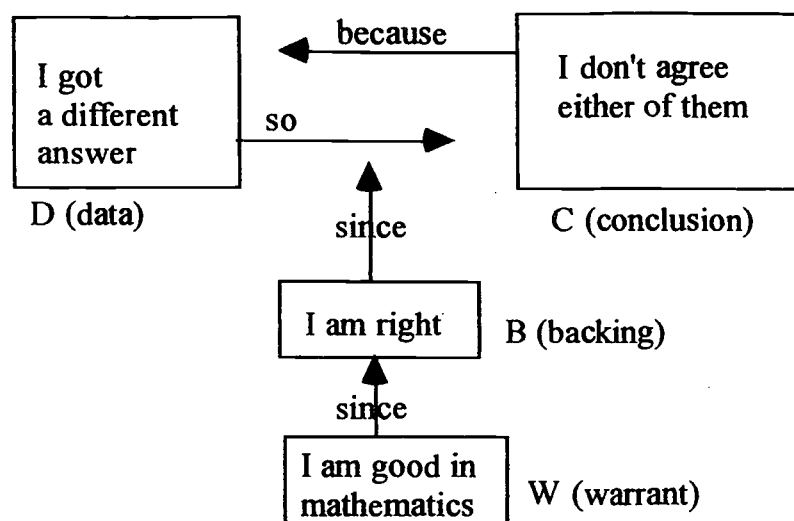 because
I got
a different
answer
I don't agree
either of them
so
D (data)
C (conclusion)
since
I am right
B (backing)
since
I am good in
mathematics
W (warrant)